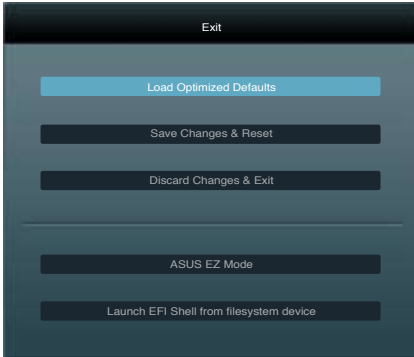 Exit
Load Optimized Defaults
Save Changes & Reset
Discard Changes & Exit
ASUS EZ Mode
Launch EFI Shell from filesystem device